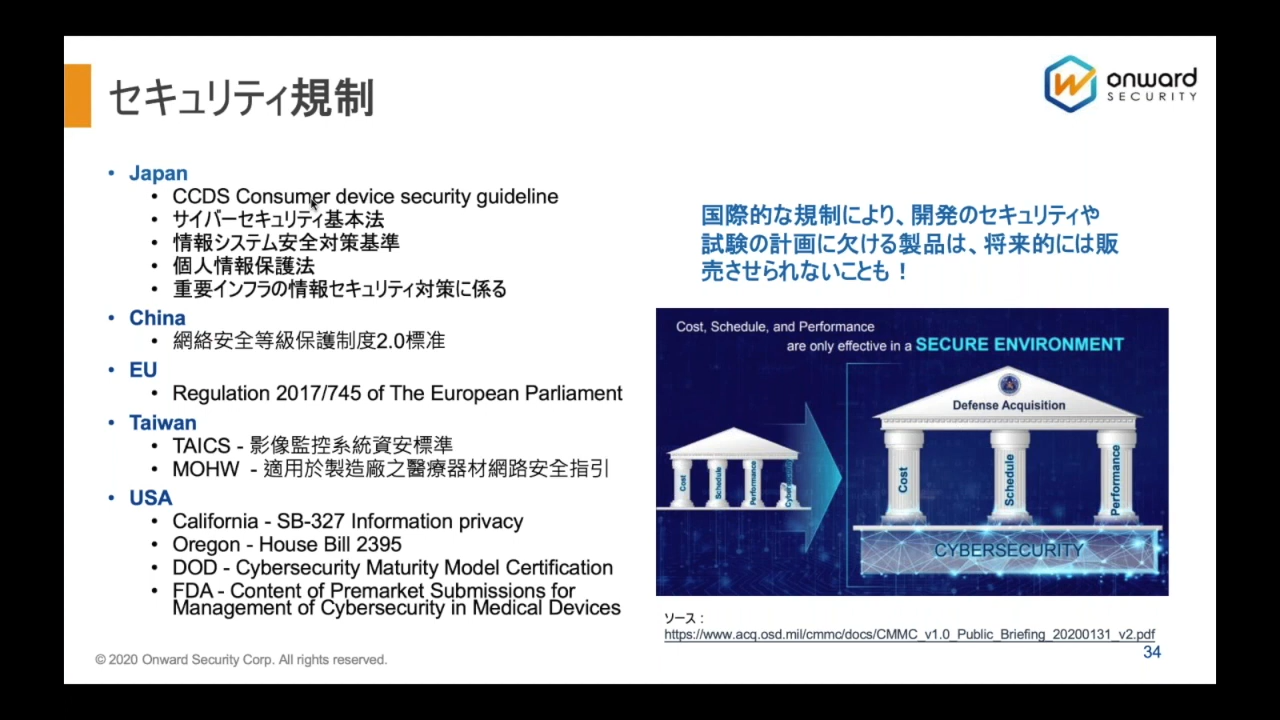 セキュリティ規制
onward
SECURITY
• Japan
• CCDS Consumer device security guideline
• サイバーセキュリティ基本法
• 情報システム安全対策基準
• 個人情報保護法
• 重要インフラの情報セキュリティ対策に係る
• China
• 網絡安全等級保護制度2.0標准
• EU
• Regulation 2017/745 of The European Parliament
• Taiwan
• TAICS - 影像監控系統資安標準
• MOHW - 適用於製造廠之醫療器材網路安全指引
• USA
• California - SB-327 Information privacy
• Oregon - House Bill 2395
• DOD - Cybersecurity Maturity Model Certification
• FDA - Content of Premarket Submissions for
Management of Cybersecurity in Medical Devices
国際的な規制により、開発のセキュリティや
試験の計画に欠ける製品は、将来的には販
売させられないことも！
Cost, Schedule, and Performance
are only effective in a SECURE ENVIRONMENT
Cost
Schedule
Performance
Cybersecurity
Defense Acquisition
Cost
Schedule
Performance
CYBERSECURITY
ソース：
https://www.acq.osd.mil/cmmc/docs/CMMC_v1.0_Public_Briefing_20200131_v2.pdf
© 2020 Onward Security Corp. All rights reserved.
34